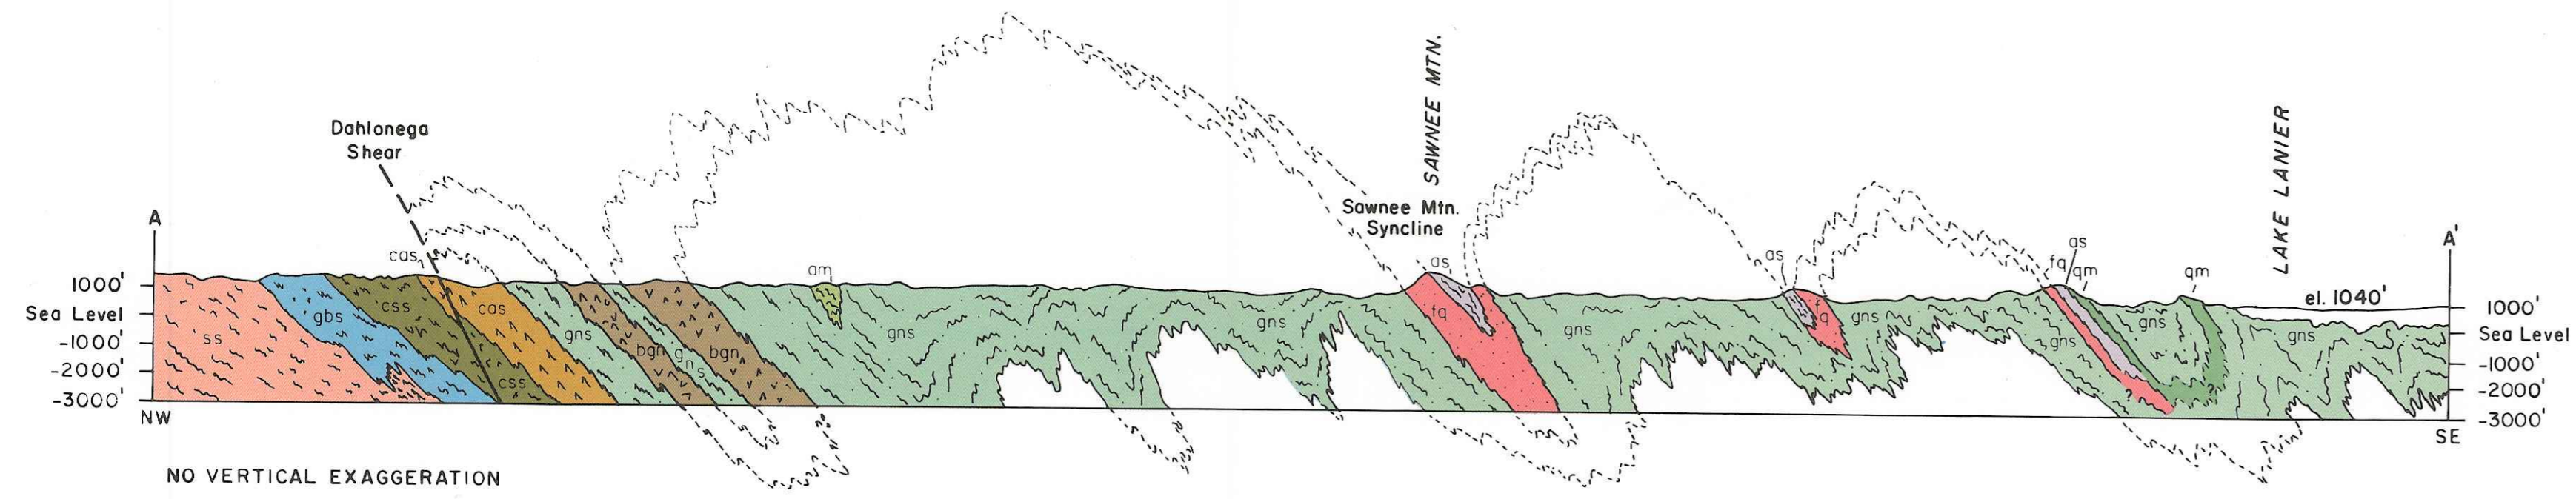 SAWNEE MTN.
LAKE LANIER
Dahlonega
Shear
Sawnee Mtn.
Syncline
A
A'
cas
as
as
as
fq
qm
qm
am
el. 1040'
1000'
Sea Level
-1000'
-2000'
-3000'
NW
ss
gbs
css
css
cas
gns
bgn
gns
bgn
gns
gns
fq
gns
fq
gns
gns
gns
gns
1000'
Sea Level
-1000'
-2000'
-3000'
SE
NO VERTICAL EXAGGERATION